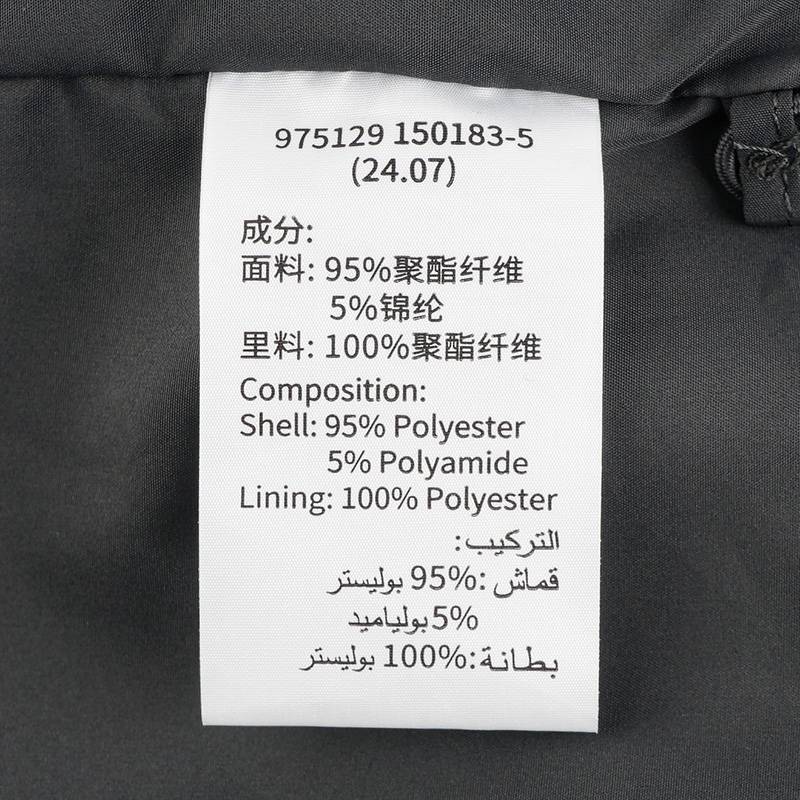 975129 150183-5
(24.07)
成分:
面料: 95%聚酯纤维
5%锦纶
里料: 100%聚酯纤维
Composition:
Shell: 95% Polyester
5% Polyamide
Lining: 100% Polyester
التركيب:
قماش: 95% بوليستر
5% بولياميد
بطانة: 100% بوليستر